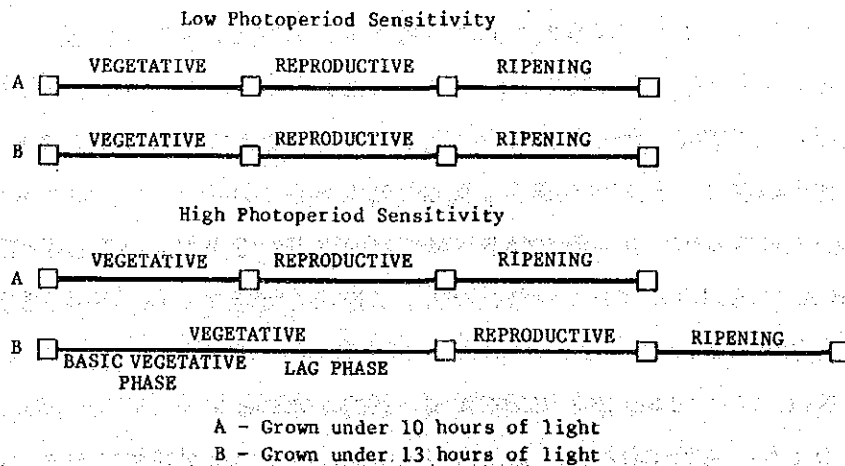 Low Photoperiod Sensitivity
VEGETATIVE REPRODUCTIVE RIPENING
A
VEGETATIVE REPRODUCTIVE RIPENING
B
High Photoperiod Sensitivity
VEGETATIVE REPRODUCTIVE RIPENING
A
VEGETATIVE REPRODUCTIVE RIPENING
B
BASIC VEGETATIVE LAG PHASE
PHASE
A - Grown under 10 hours of light
B - Grown under 13 hours of light